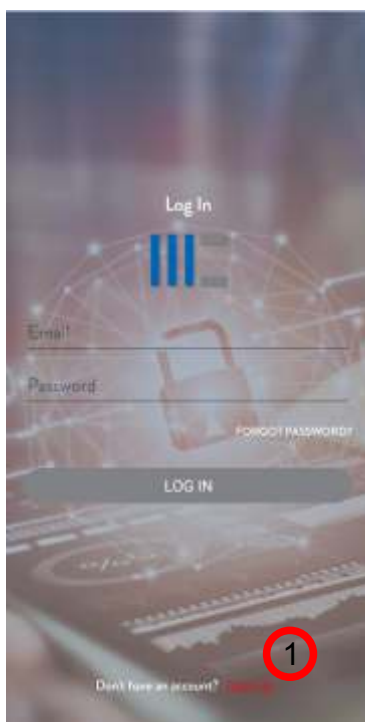 Log In
Email
Password
FORGOT PASSWORD?
LOG IN
1
Don't have an account?